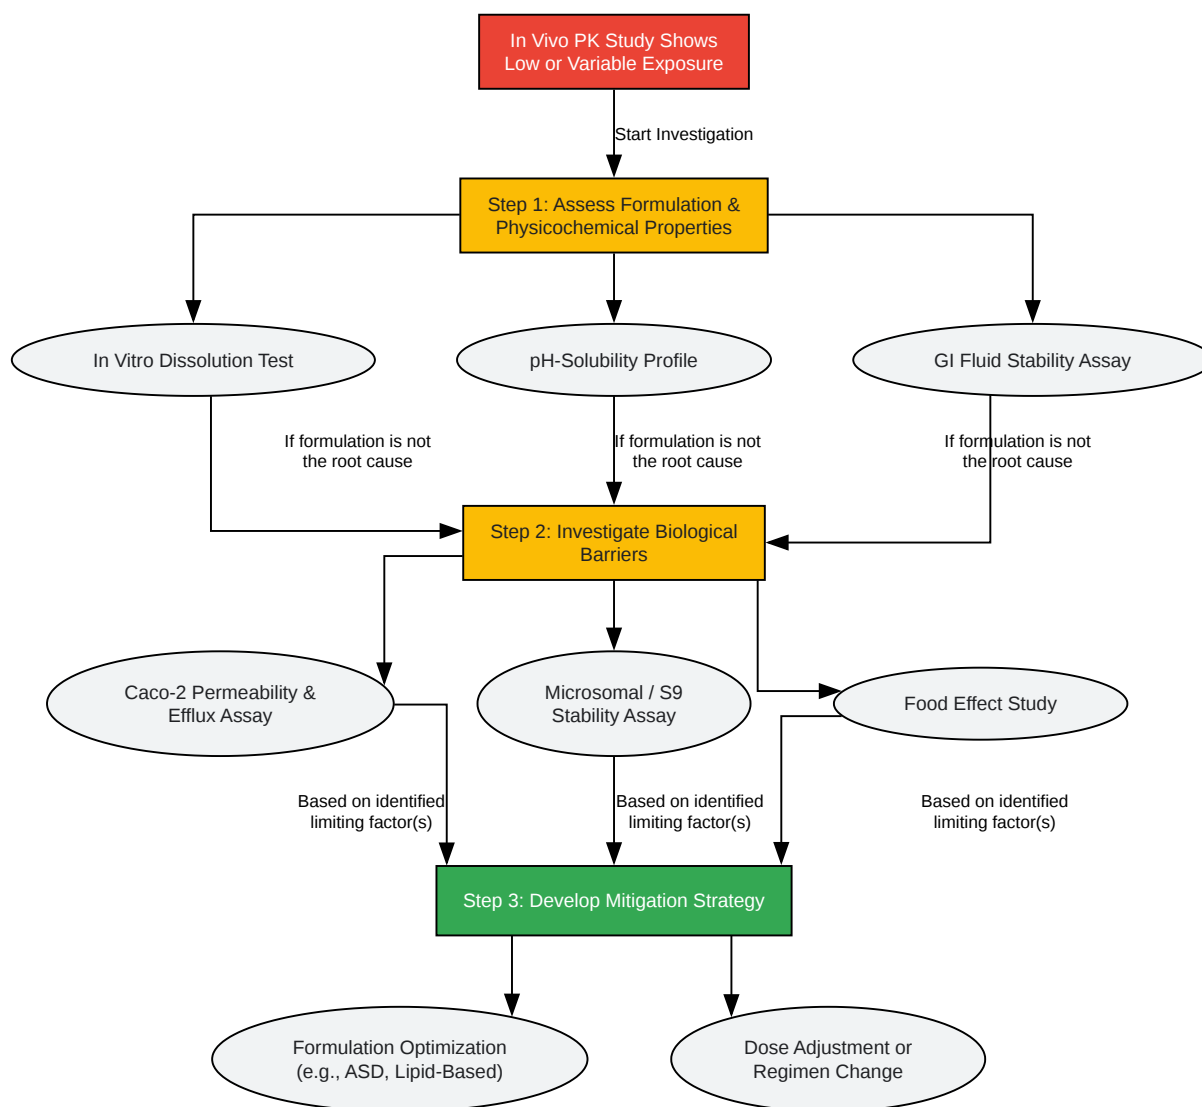 In Vivo PK Study Shows
Low or Variable Exposure
Start Investigation
Step 1: Assess Formulation &
Physicochemical Properties
In Vitro Dissolution Test
pH-Solubility Profile
GI Fluid Stability Assay
If formulation is not
the root cause
If formulation is not
the root cause
If formulation is not
the root cause
Step 2: Investigate Biological
Barriers
Caco-2 Permeability &
Efflux Assay
Microsomal / S9
Stability Assay
Food Effect Study
Based on identified
limiting factor(s)
Based on identified
limiting factor(s)
Based on identified
limiting factor(s)
Step 3: Develop Mitigation Strategy
Formulation Optimization
(e.g., ASD, Lipid-Based)
Dose Adjustment or
Regimen Change